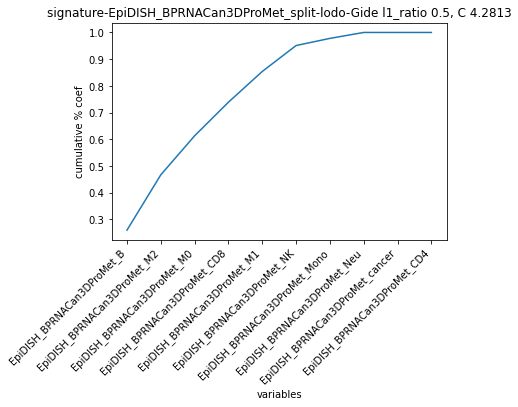 signature-EpiDISH_BPRNACan3DProMet_split-lodo-Gide l1_ratio 0.5, C 4.2813
cumulative % coef
1.0
0.9
0.8
0.7
0.6
0.5
0.4
0.3
EpiDISH_BPRNACan3DProMet_B
EpiDISH_BPRNACan3DProMet_M2
EpiDISH_BPRNACan3DProMet_M0
EpiDISH_BPRNACan3DProMet_CD8
EpiDISH_BPRNACan3DProMet_M1
EpiDISH_BPRNACan3DProMet_NK
EpiDISH_BPRNACan3DProMet_Mono
EpiDISH_BPRNACan3DProMet_Neu
EpiDISH_BPRNACan3DProMet_cancer
EpiDISH_BPRNACan3DProMet_CD4
variables